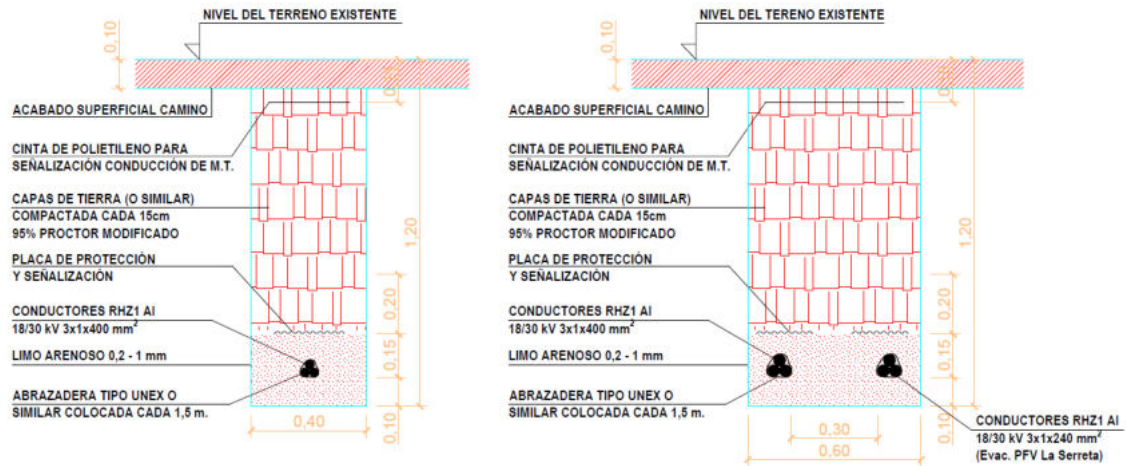 NIVEL DEL TERRENO EXISTENTE
0,10
ACABADO SUPERFICIAL CAMINO
CINTA DE POLIETILENO PARA
SEÑALIZACIÓN CONDUCCIÓN DE M.T.
CAPAS DE TIERRA (O SIMILAR)
COMPACTADA CADA 15cm
95% PROCTOR MODIFICADO
PLACA DE PROTECCIÓN
Y SEÑALIZACIÓN
CONDUCTORES RHZ1 Al
18/30 kV 3x1x400 mm²
LIMO ARENOSO 0,2 - 1 mm
ABRAZADERA TIPO UNEX O
SIMILAR COLOCADA CADA 1,5 m.
1,20
0,20
0,15
0,10
0,40
NIVEL DEL TERENO EXISTENTE
0,10
ACABADO SUPERFICIAL CAMINO
CINTA DE POLIETILENO PARA
SEÑALIZACIÓN CONDUCCIÓN DE M.T.
CAPAS DE TIERRA (O SIMILAR)
COMPACTADA CADA 15cm
95% PROCTOR MODIFICADO
PLACA DE PROTECCIÓN
Y SEÑALIZACIÓN
CONDUCTORES RHZ1 Al
18/30 kV 3x1x400 mm²
LIMO ARENOSO 0,2 - 1 mm
ABRAZADERA TIPO UNEX O
SIMILAR COLOCADA CADA 1,5 m.
1,20
0,20
0,15
0,10
0,30
0,60
CONDUCTORES RHZ1 Al
18/30 kV 3x1x240 mm²
(Evac. PFV La Serreta)